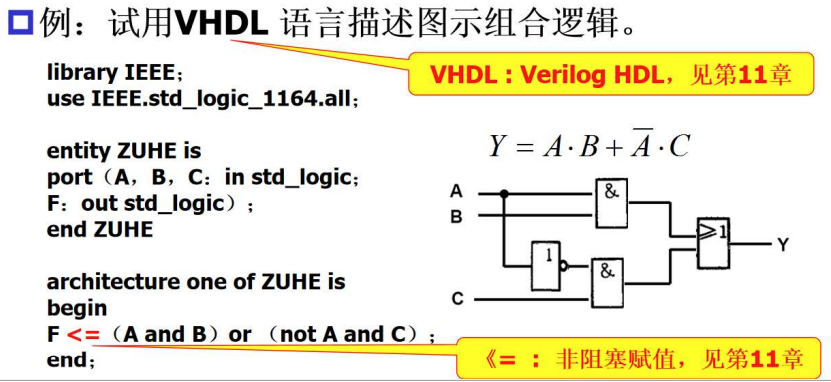 例：试用VHDL 语言描述图示组合逻辑。
VHDL : Verilog HDL，见第11章
library IEEE；
use IEEE.std_logic_1164.all；
entity ZUHE is
port（A，B，C：in std_logic；
F：out std_logic）；
end ZUHE
architecture one of ZUHE is
begin
F <=（A and B）or （not A and C）；
end；
《= ：非阻塞赋值，见第11章
Y = A·B + A̅·C
A
B
C
&
1
&
≥1
Y